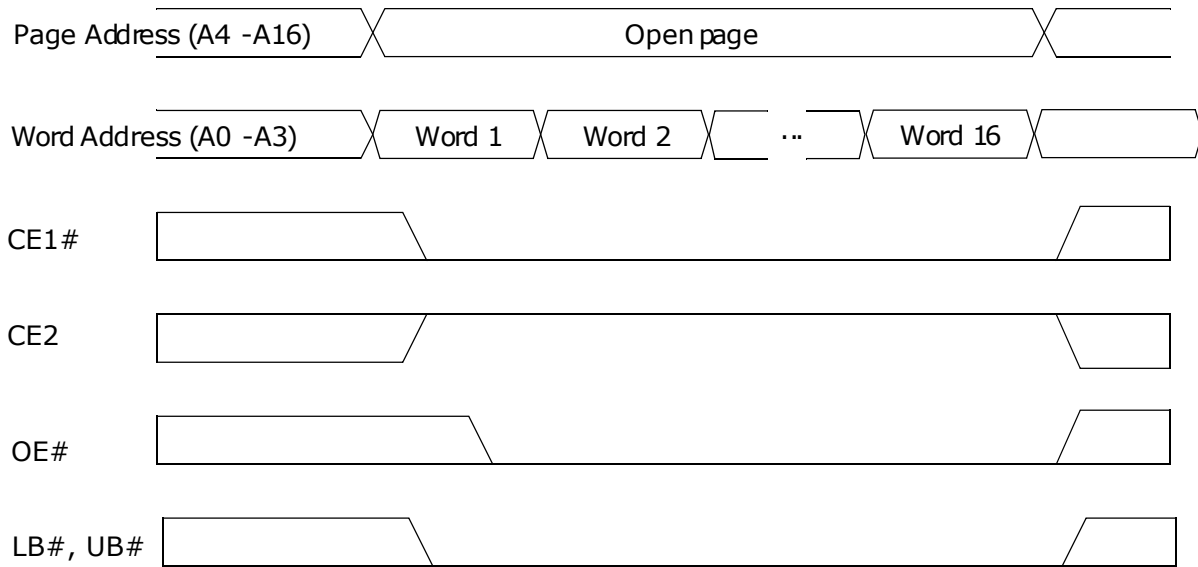 Page Address (A4 -A16)
Open page
Word Address (A0 -A3)
Word 1
Word 2
...
Word 16
CE1#
CE2
OE#
LB#, UB#